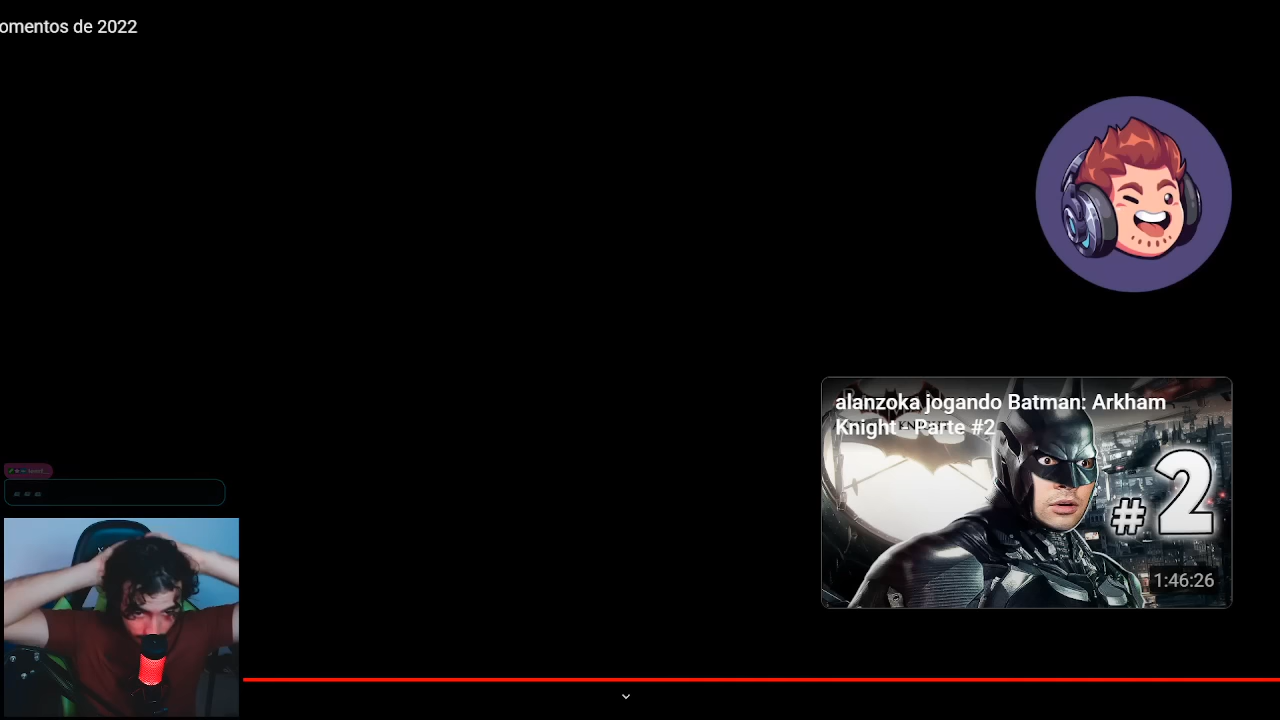 omentos de 2022
alanzoka jogando Batman: Arkham
Knight - Parte #2
#2
1:46:26